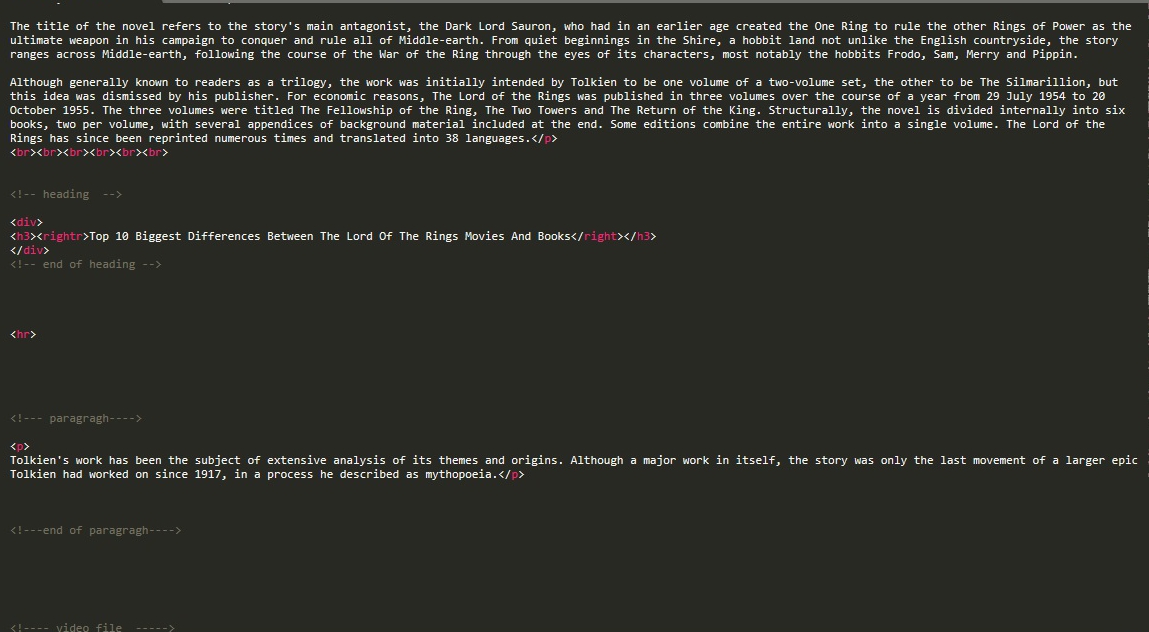 The title of the novel refers to the story's main antagonist, the Dark Lord Sauron, who had in an earlier age created the One Ring to rule the other Rings of Power as the
ultimate weapon in his campaign to conquer and rule all of Middle-earth. From quiet beginnings in the Shire, a hobbit land not unlike the English countryside, the story
ranges across Middle-earth, following the course of the War of the Ring through the eyes of its characters, most notably the hobbits Frodo, Sam, Merry and Pippin.
Although generally known to readers as a trilogy, the work was initially intended by Tolkien to be one volume of a two-volume set, the other to be The Silmarillion, but
this idea was dismissed by his publisher. For economic reasons, The Lord of the Rings was published in three volumes over the course of a year from 29 July 1954 to 20
October 1955. The three volumes were titled The Fellowship of the Ring, The Two Towers and The Return of the King. Structurally, the novel is divided internally into six
books, two per volume, with several appendices of background material included at the end. Some editions combine the entire work into a single volume. The Lord of the
Rings has since been reprinted numerous times and translated into 38 languages.</p>
<br><br><br><br><br><br>
<!-- heading  -->
<div>
<h3><rightr>Top 10 Biggest Differences Between The Lord Of The Rings Movies And Books</right></h3>
</div>
<!-- end of heading -->
<hr>
<!--- paragragh---->
<p>
Tolkien's work has been the subject of extensive analysis of its themes and origins. Although a major work in itself, the story was only the last movement of a larger epic
Tolkien had worked on since 1917, in a process he described as mythopoeia.</p>
<!---end of paragragh---->
<!---- video file  ----->